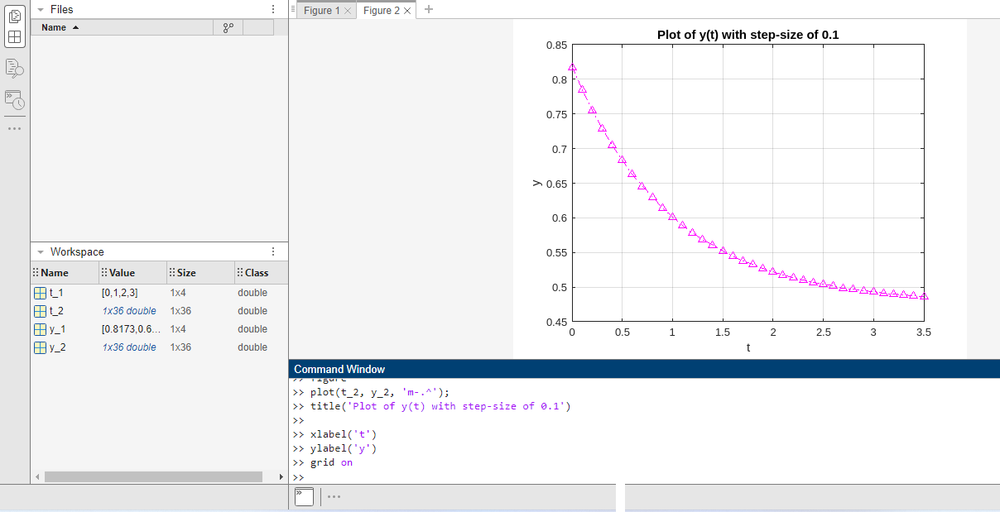 Files
Name
Workspace
Name Value Size Class
t_1 [0,1,2,3] 1x4 double
t_2 1x36 double 1x36 double
y_1 [0.8173,0.6... 1x4 double
y_2 1x36 double 1x36 double
Figure 1 × Figure 2 × +
Plot of y(t) with step-size of 0.1
0.85
0.8
0.75
0.7
0.65
0.6
0.55
0.5
0.45
y
0 0.5 1 1.5 2 2.5 3 3.5
t
Command Window
>> figure
>> plot(t_2, y_2, 'm-.^');
>> title('Plot of y(t) with step-size of 0.1')
>>
>> xlabel('t')
>> ylabel('y')
>> grid on
>>